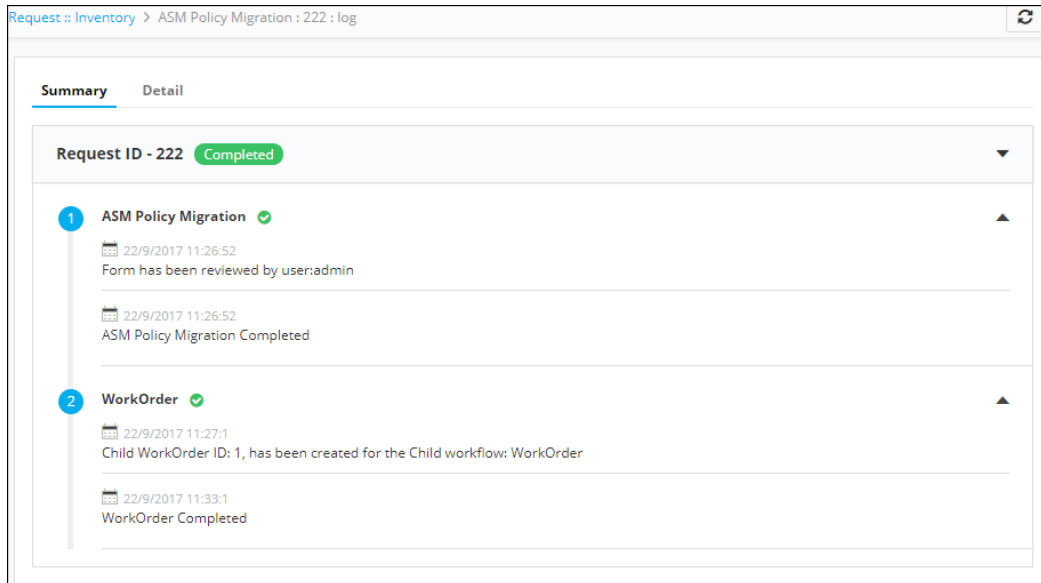 Request :: Inventory > ASM Policy Migration : 222 : log
Summary Detail
Request ID - 222 Completed
1 ASM Policy Migration
22/9/2017 11:26:52
Form has been reviewed by user:admin
22/9/2017 11:26:52
ASM Policy Migration Completed
2 WorkOrder
22/9/2017 11:27:1
Child WorkOrder ID: 1, has been created for the Child workflow: WorkOrder
22/9/2017 11:33:1
WorkOrder Completed